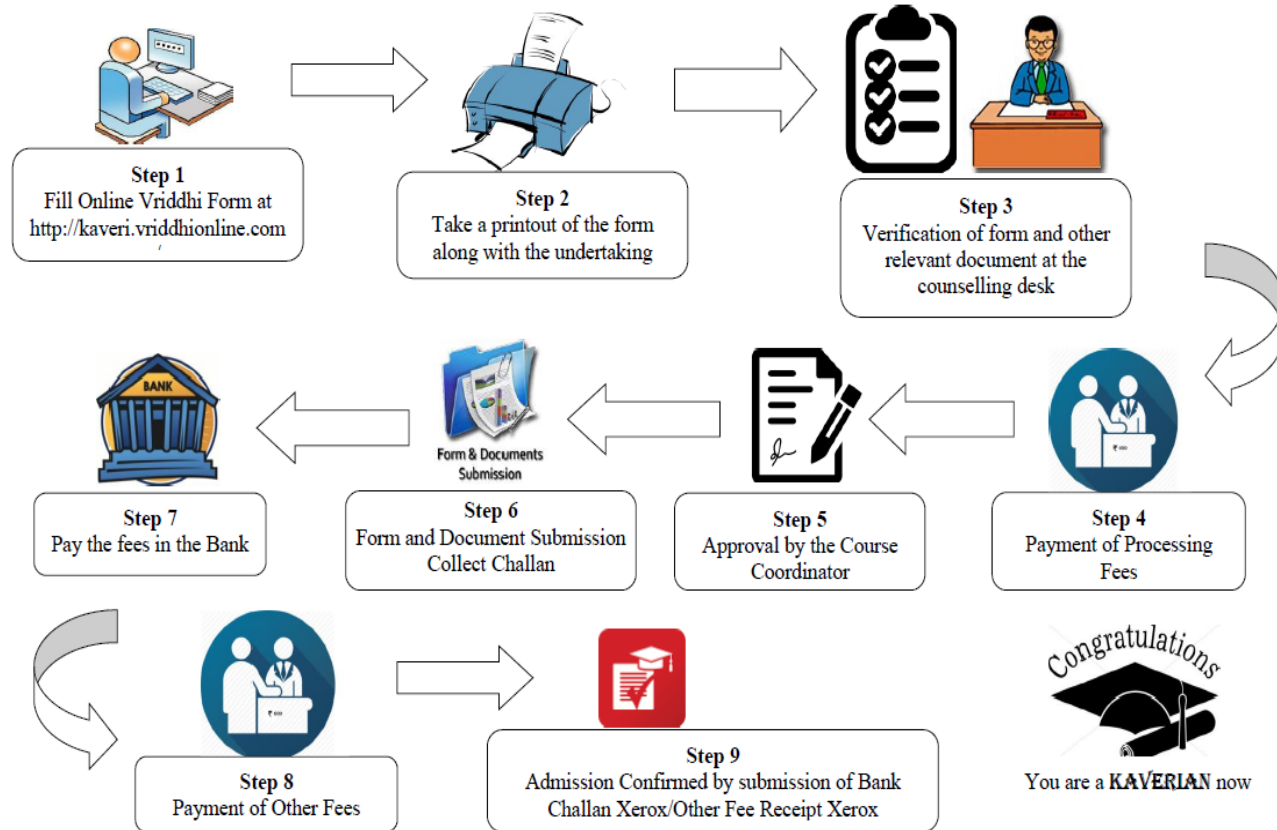 Step 1
Fill Online Vriddhi Form at
http://kaveri.vriddhionline.com
/
Step 2
Take a printout of the form
along with the undertaking
Step 3
Verification of form and other
relevant document at the
counselling desk
Step 4
Payment of Processing
Fees
Step 5
Approval by the Course
Coordinator
Form & Documents
Submission
Step 6
Form and Document Submission
Collect Challan
BANK
Step 7
Pay the fees in the Bank
Step 8
Payment of Other Fees
Step 9
Admission Confirmed by submission of Bank
Challan Xerox/Other Fee Receipt Xerox
Congratulations
You are a KAVERIAN now